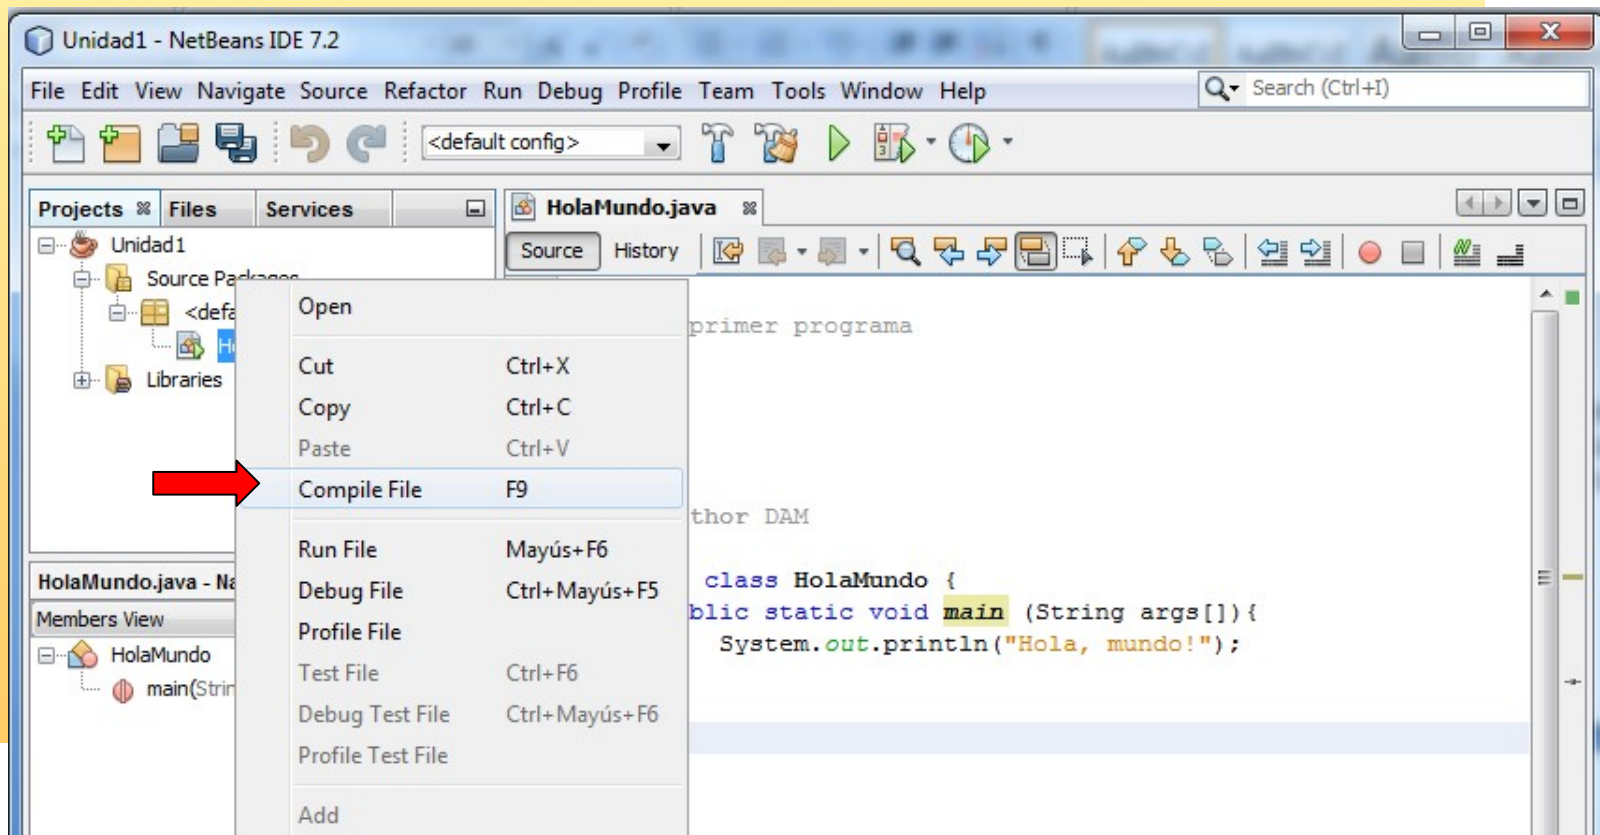 Unidad1 - NetBeans IDE 7.2
File Edit View Navigate Source Refactor Run Debug Profile Team Tools Window Help
Search (Ctrl+I)
<default config>
Projects Files Services
HolaMundo.java
Unidad1
Source History
Source Packages
<defa
H
Libraries
Open
Cut Ctrl+X
Copy Ctrl+C
Paste Ctrl+V
Compile File F9
Run File Mayús+F6
Debug File Ctrl+Mayús+F5
Profile File
Test File Ctrl+F6
Debug Test File Ctrl+Mayús+F6
Profile Test File
Add
primer programa
thor DAM
class HolaMundo {
blic static void main (String args[]){
System.out.println("Hola, mundo!");
HolaMundo.java - Na
Members View
HolaMundo
main(Strin